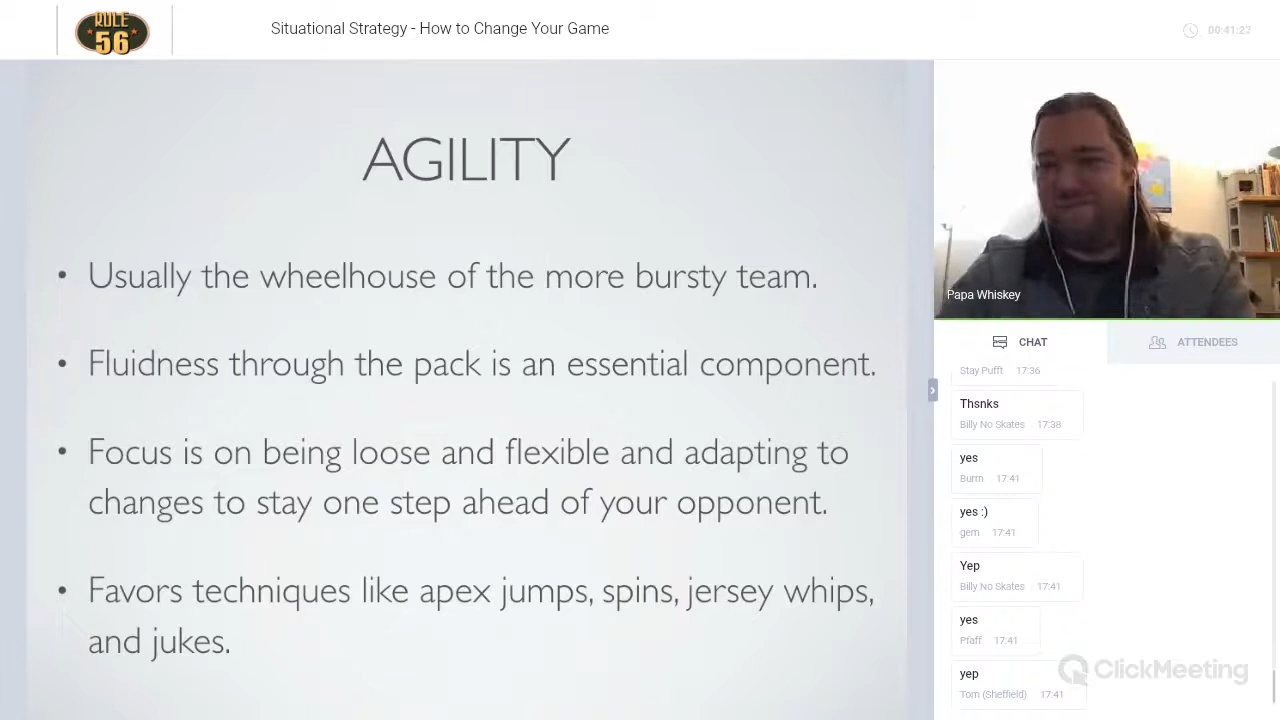 RULE
56
Situational Strategy - How to Change Your Game
00:41:23
AGILITY
• Usually the wheelhouse of the more bursty team.
• Fluidness through the pack is an essential component.
• Focus is on being loose and flexible and adapting to
changes to stay one step ahead of your opponent.
• Favors techniques like apex jumps, spins, jersey whips,
and jukes.
Papa Whiskey
CHAT
ATTENDEES
Stay Pufft 17:36
Thsnks
Billy No Skates 17:38
yes
Burrn 17:41
yes :)
gem 17:41
Yep
Billy No Skates 17:41
yes
Pfaff 17:41
yep
Tom (Sheffield) 17:41
ClickMeeting